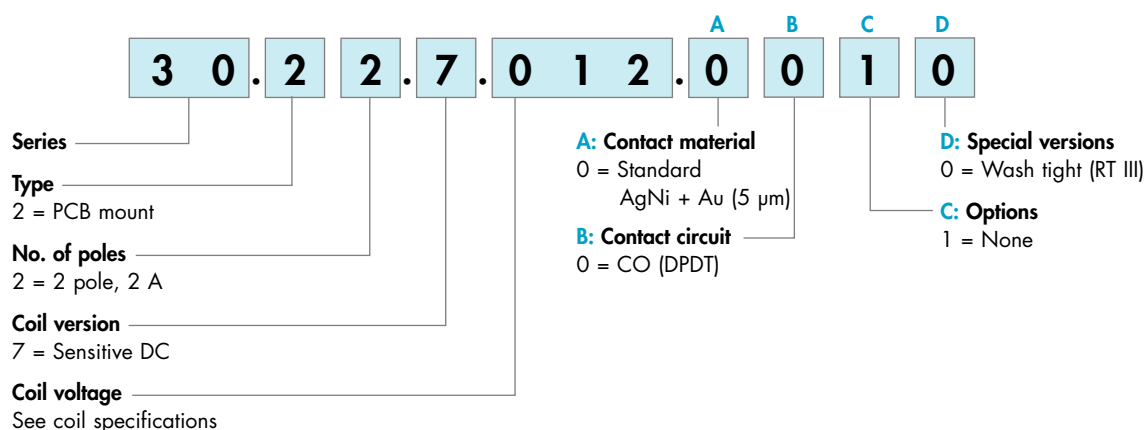 A B C D
3 0 . 2 2 . 7 . 0 1 2 . 0 0 1 0
Series
Type
2 = PCB mount
No. of poles
2 = 2 pole, 2 A
Coil version
7 = Sensitive DC
Coil voltage
See coil specifications
A: Contact material
0 = Standard
AgNi + Au (5 µm)
B: Contact circuit
0 = CO (DPDT)
D: Special versions
0 = Wash tight (RT III)
C: Options
1 = None